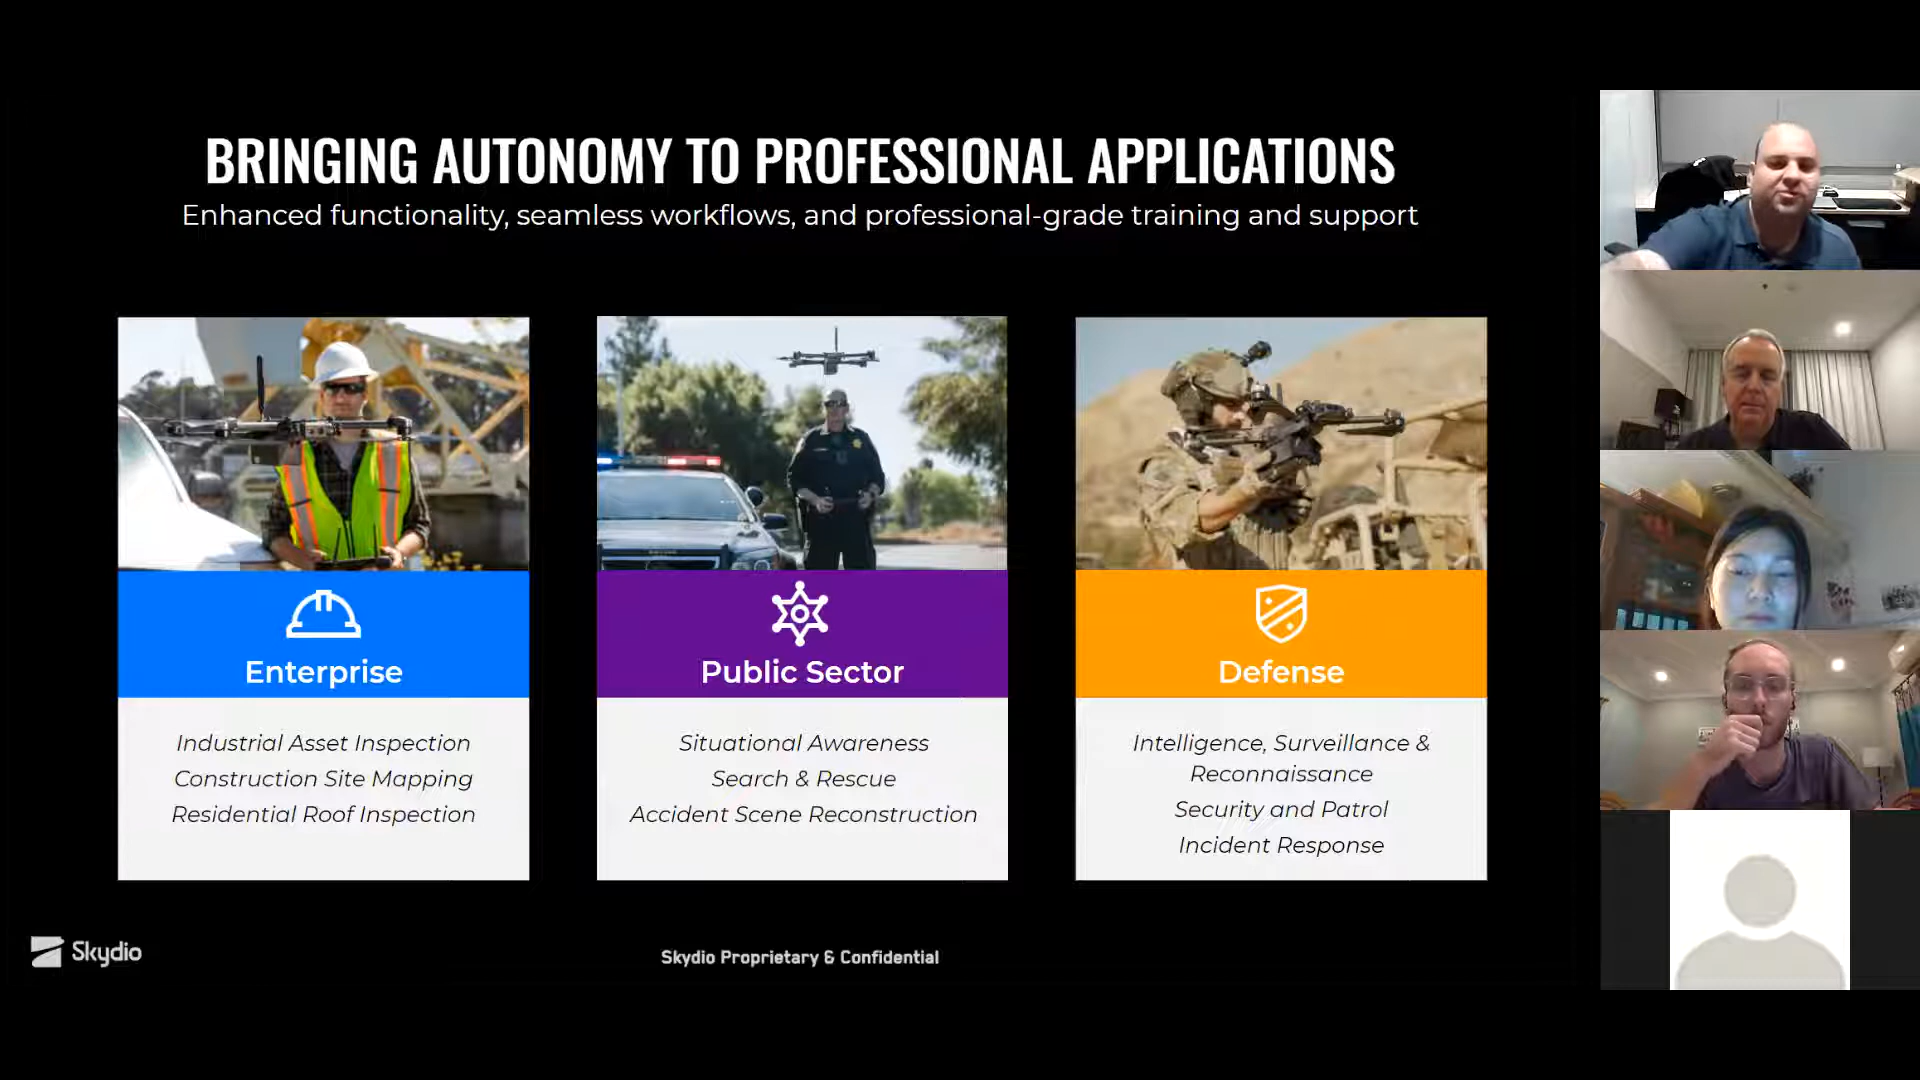 BRINGING AUTONOMY TO PROFESSIONAL APPLICATIONS
Enhanced functionality, seamless workflows, and professional-grade training and support
Enterprise
Industrial Asset Inspection
Construction Site Mapping
Residential Roof Inspection
Public Sector
Situational Awareness
Search & Rescue
Accident Scene Reconstruction
Defense
Intelligence, Surveillance &
Reconnaissance
Security and Patrol
Incident Response
Skydio
Skydio Proprietary & Confidential